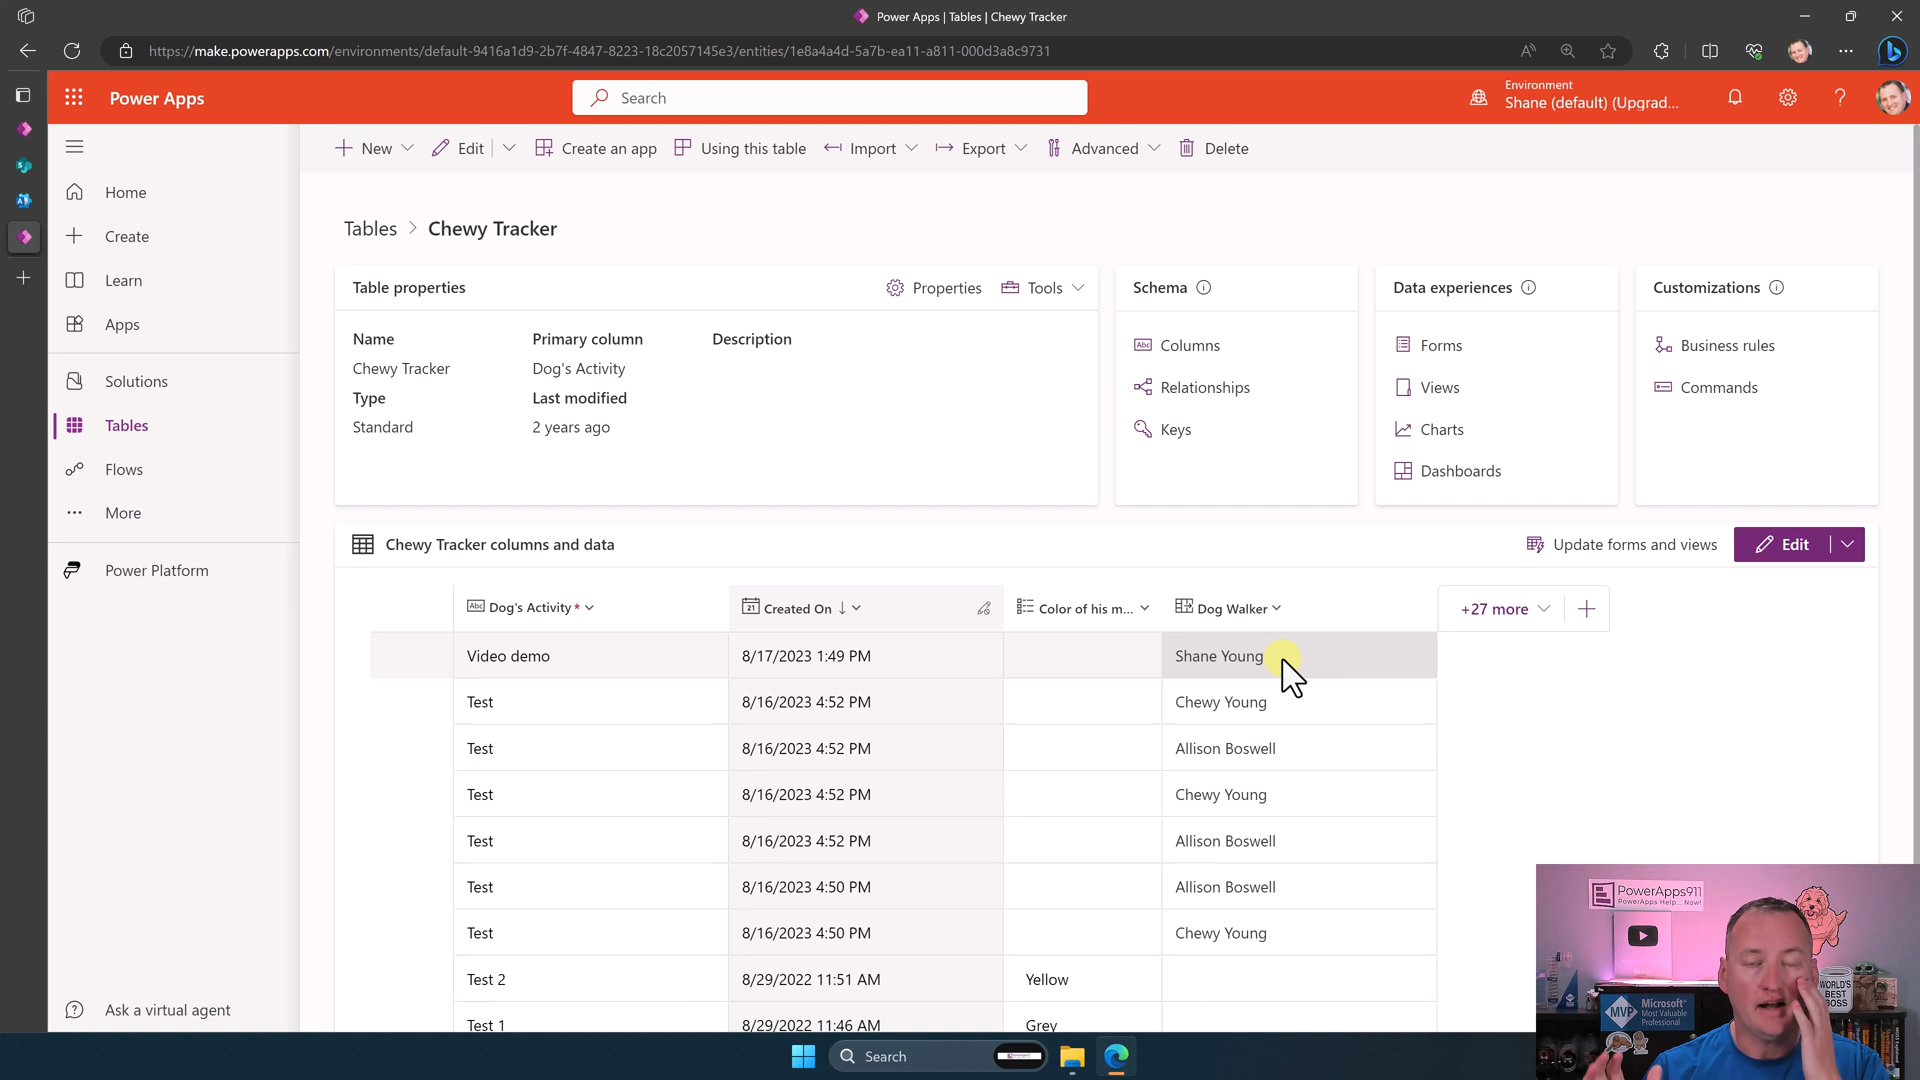 Power Apps | Tables | Chewy Tracker
https://make.powerapps.com/environments/default-9416a1d9-2b7f-4847-8223-18c2057145e3/entities/1e8a4a4d-5a7b-ea11-a811-000d3a8c9731
Power Apps
Search
Environment
Shane (default) (Upgrad...
New
Edit
Create an app
Using this table
Import
Export
Advanced
Delete
Home
Create
Learn
Apps
Solutions
Tables
Flows
More
Power Platform
Ask a virtual agent
Tables > Chewy Tracker
Table properties
Properties
Tools
Name
Primary column
Description
Chewy Tracker
Dog's Activity
Type
Last modified
Standard
2 years ago
Schema
Columns
Relationships
Keys
Data experiences
Forms
Views
Charts
Dashboards
Customizations
Business rules
Commands
Chewy Tracker columns and data
Update forms and views
Edit
Dog's Activity *
Created On
Color of his m...
Dog Walker
+27 more
Video demo 8/17/2023 1:49 PM Shane Young
Test 8/16/2023 4:52 PM Chewy Young
Test 8/16/2023 4:52 PM Allison Boswell
Test 8/16/2023 4:52 PM Chewy Young
Test 8/16/2023 4:52 PM Allison Boswell
Test 8/16/2023 4:50 PM Allison Boswell
Test 8/16/2023 4:50 PM Chewy Young
Test 2 8/29/2022 11:51 AM Yellow
Test 1 8/29/2022 11:46 AM Grey
PowerApps911
PowerApps Help... Now!
WORLD'S
BEST
BOSS
Microsoft
Most Valuable
Professional
MVP
Search